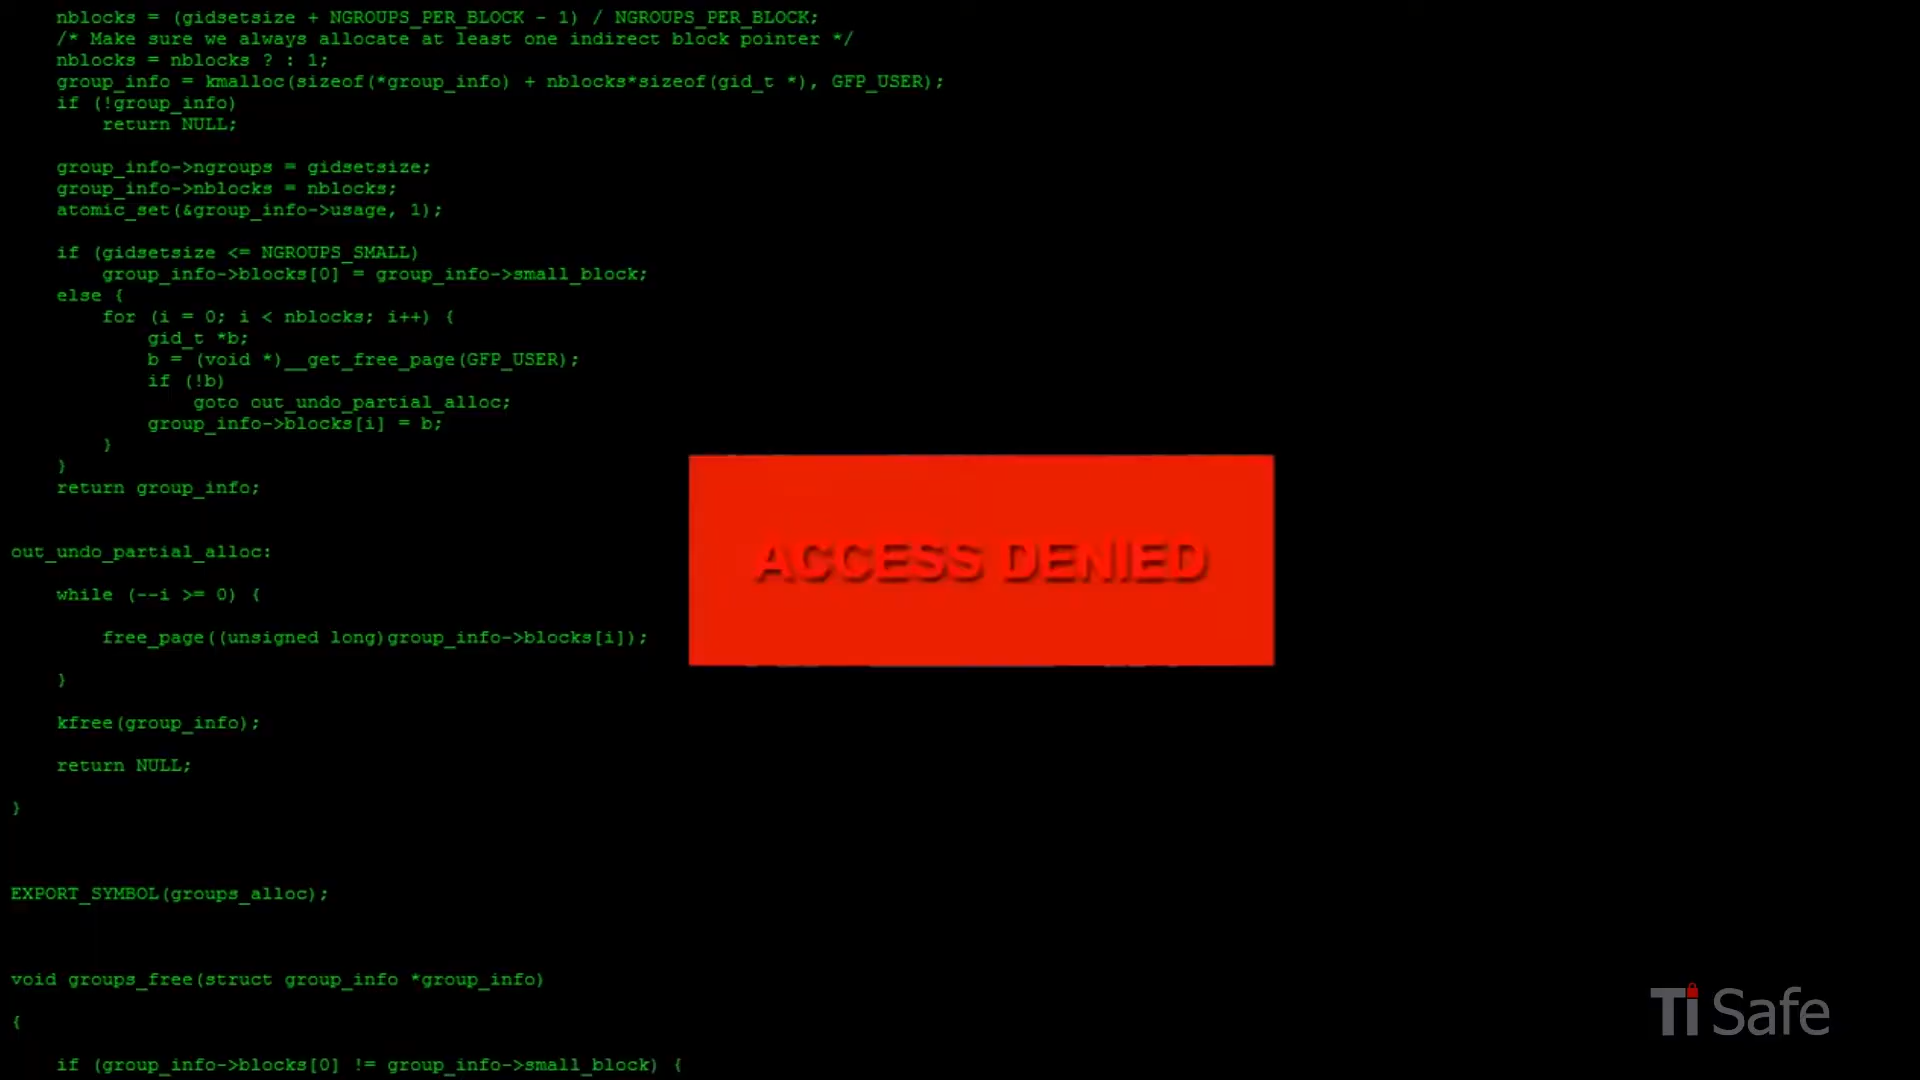 nblocks = (gidsetsize + NGROUPS_PER_BLOCK - 1) / NGROUPS_PER_BLOCK;
/* Make sure we always allocate at least one indirect block pointer */
nblocks = nblocks ? : 1;
group_info = kmalloc(sizeof(*group_info) + nblocks*sizeof(gid_t *), GFP_USER);
if (!group_info)
return NULL;
group_info->ngroups = gidsetsize;
group_info->nblocks = nblocks;
atomic_set(&group_info->usage, 1);
if (gidsetsize <= NGROUPS_SMALL)
group_info->blocks[0] = group_info->small_block;
else {
for (i = 0; i < nblocks; i++) {
gid_t *b;
b = (void *)__get_free_page(GFP_USER);
if (!b)
goto out_undo_partial_alloc;
group_info->blocks[i] = b;
}
}
return group_info;
out_undo_partial_alloc:
while (--i >= 0) {
free_page((unsigned long)group_info->blocks[i]);
}
kfree(group_info);
return NULL;
}
EXPORT_SYMBOL(groups_alloc);
void groups_free(struct group_info *group_info)
{
if (group_info->blocks[0] != group_info->small_block) {
ACCESS DENIED
Ti Safe